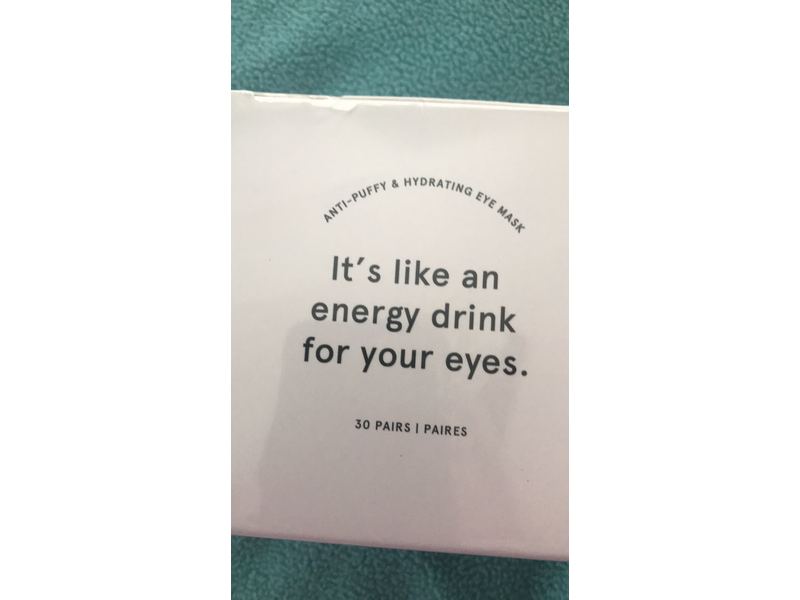 ANTI-PUFFY & HYDRATING EYE MASK
It's like an
energy drink
for your eyes.
30 PAIRS | PAIRES